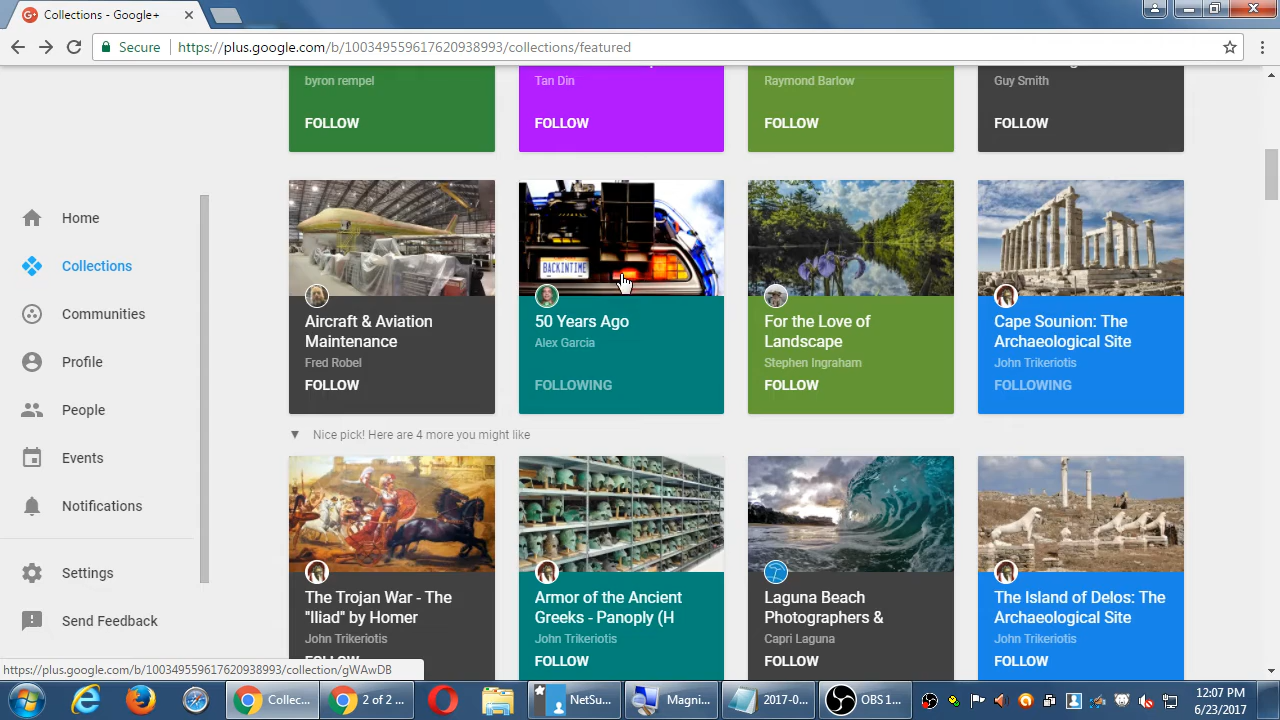 Collections - Google+
Secure
https://plus.google.com/b/100349559617620938993/collections/featured
byron rempel
Tan Din
Raymond Barlow
Guy Smith
FOLLOW
FOLLOW
FOLLOW
FOLLOW
Home
Collections
Communities
Profile
People
Events
Notifications
Settings
Send Feedback
BACKINTIME
Aircraft & Aviation
Maintenance
Fred Robel
FOLLOW
50 Years Ago
Alex Garcia
FOLLOWING
For the Love of
Landscape
Stephen Ingraham
FOLLOW
Cape Sounion: The
Archaeological Site
John Trikeriotis
FOLLOWING
Nice pick! Here are 4 more you might like
The Trojan War - The
"Iliad" by Homer
John Trikeriotis
FOLLOW
Armor of the Ancient
Greeks - Panoply (H
John Trikeriotis
FOLLOW
Laguna Beach
Photographers &
Capri Laguna
FOLLOW
The Island of Delos: The
Archaeological Site
John Trikeriotis
FOLLOW
https://plus.google.com/b/100349559617620938993/collection/gWAwDB
Collec...
2 of 2 ...
NetSu...
Magni...
2017-0...
OBS 1...
12:07 PM
6/23/2017